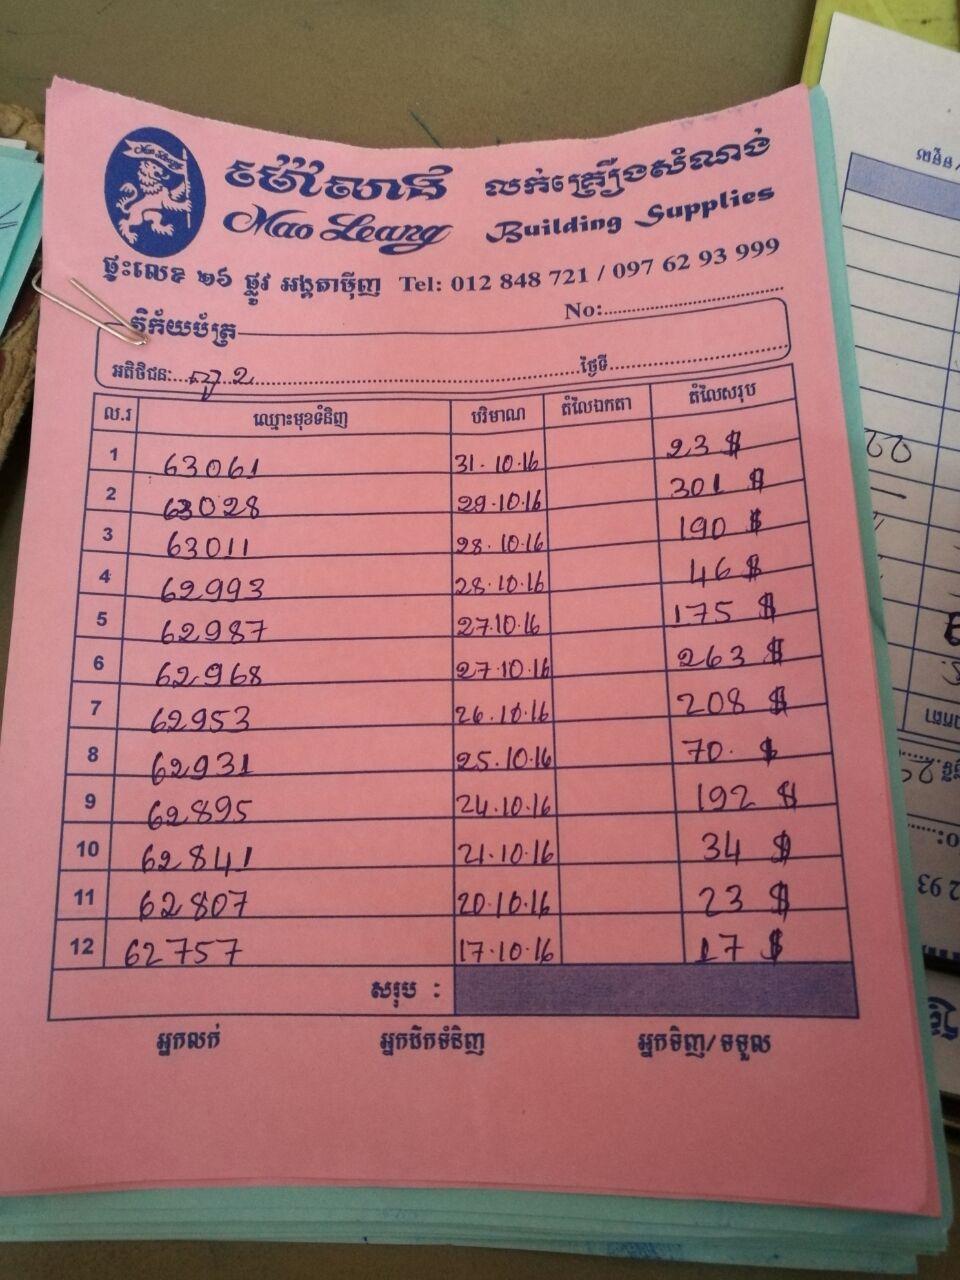 Mao Leang
ម៉ៅលាង លក់គ្រឿងសំណង់
Mao Leang Building Supplies
ផ្ទះលេខ ២៦ ផ្លូវ អង្គតាម៉ីញ Tel: 012 848 721 / 097 62 93 999
No:
វិក័យប័ត្រ
អតិថិជន: ថ្ងៃទី
ល.រ ឈ្មោះមុខទំនិញ បរិមាណ តំលៃឯកតា តំលៃសរុប
1 63061 31.10.16 23 $
2 63028 29.10.16 301 $
3 63011 28.10.16 190 $
4 62993 28.10.16 46 $
5 62987 27.10.16 175 $
6 62968 27.10.16 263 $
7 62953 26.10.16 208 $
8 62931 25.10.16 70. $
9 62895 24.10.16 192 $
10 62841 21.10.16 34 $
11 62807 20.10.16 23 $
12 62757 17.10.16 17 $
សរុប :
អ្នកលក់ អ្នកដឹកទំនិញ អ្នកទិញ/ទទួល